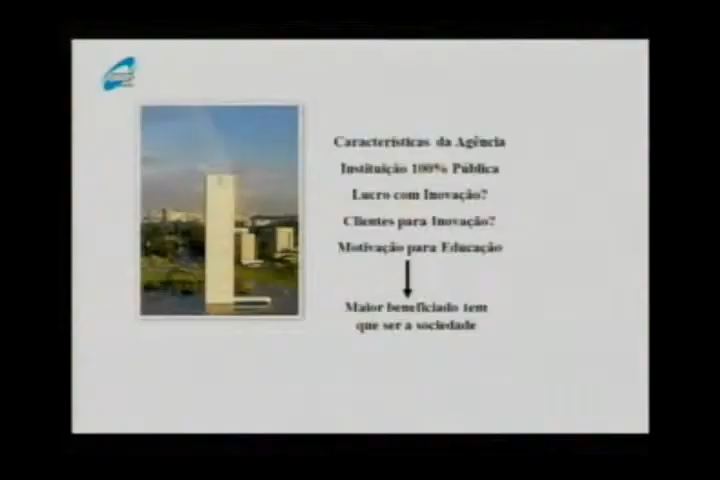 Características da Agência
Instituição 100% Pública
Lucro com Inovação?
Clientes para Inovação?
Motivação para Educação
Maior beneficiado tem
que ser a sociedade